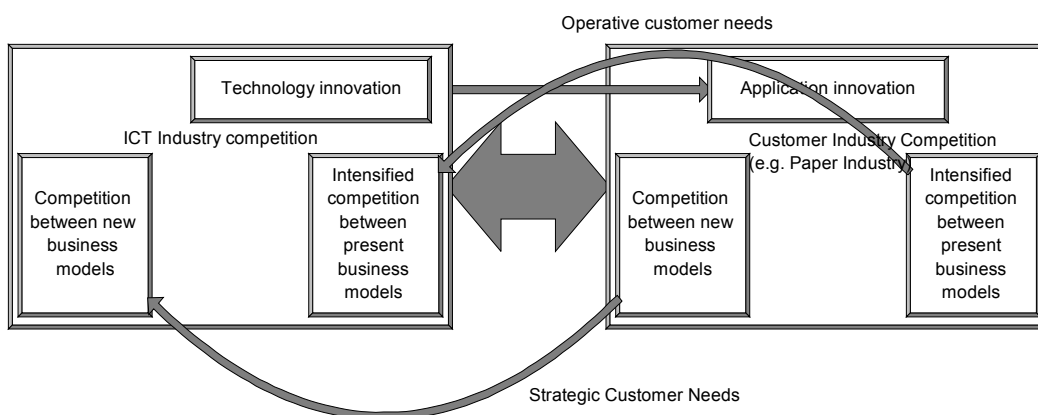 Operative customer needs
Technology innovation
Application innovation
ICT Industry competition
Customer Industry Competition
(e.g. Paper Industry)
Competition
between new
business
models
Intensified
competition
between
present
business
models
Competition
between new
business
models
Intensified
competition
between
present
business
models
Strategic Customer Needs